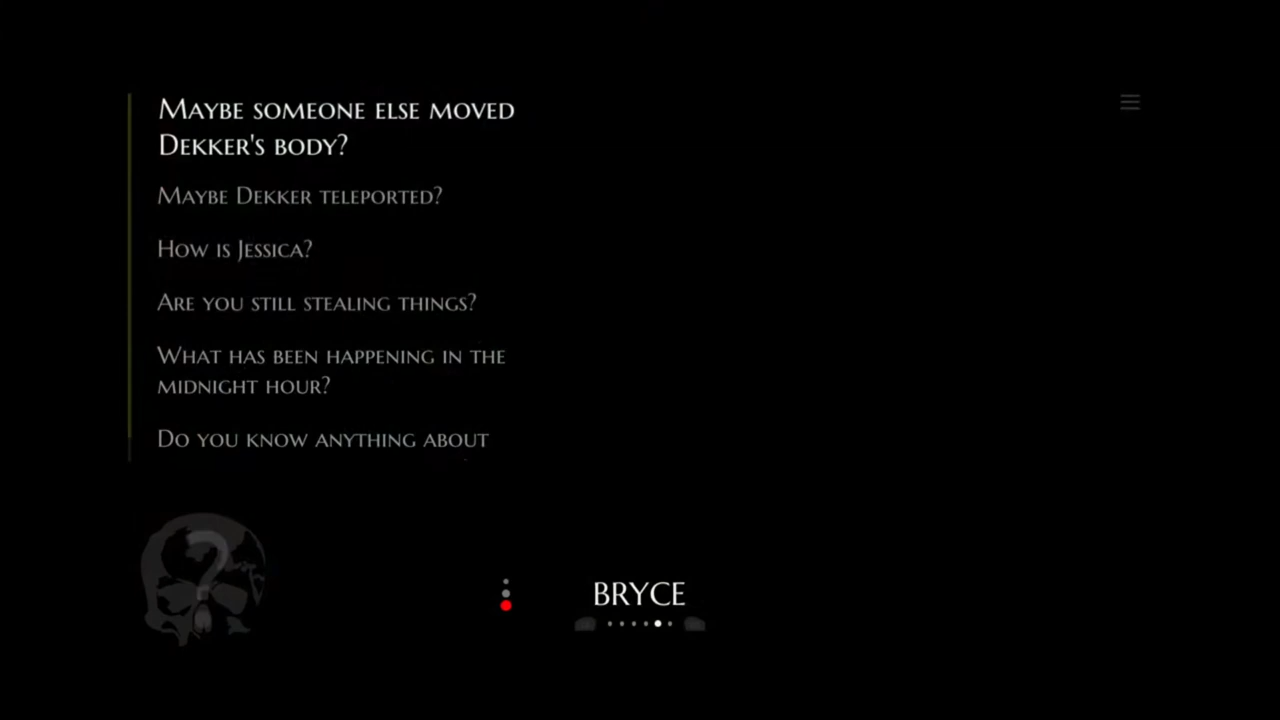 Maybe someone else moved
Dekker's body?
Maybe Dekker teleported?
How is Jessica?
Are you still stealing things?
What has been happening in the
midnight hour?
Do you know anything about
?
BRYCE